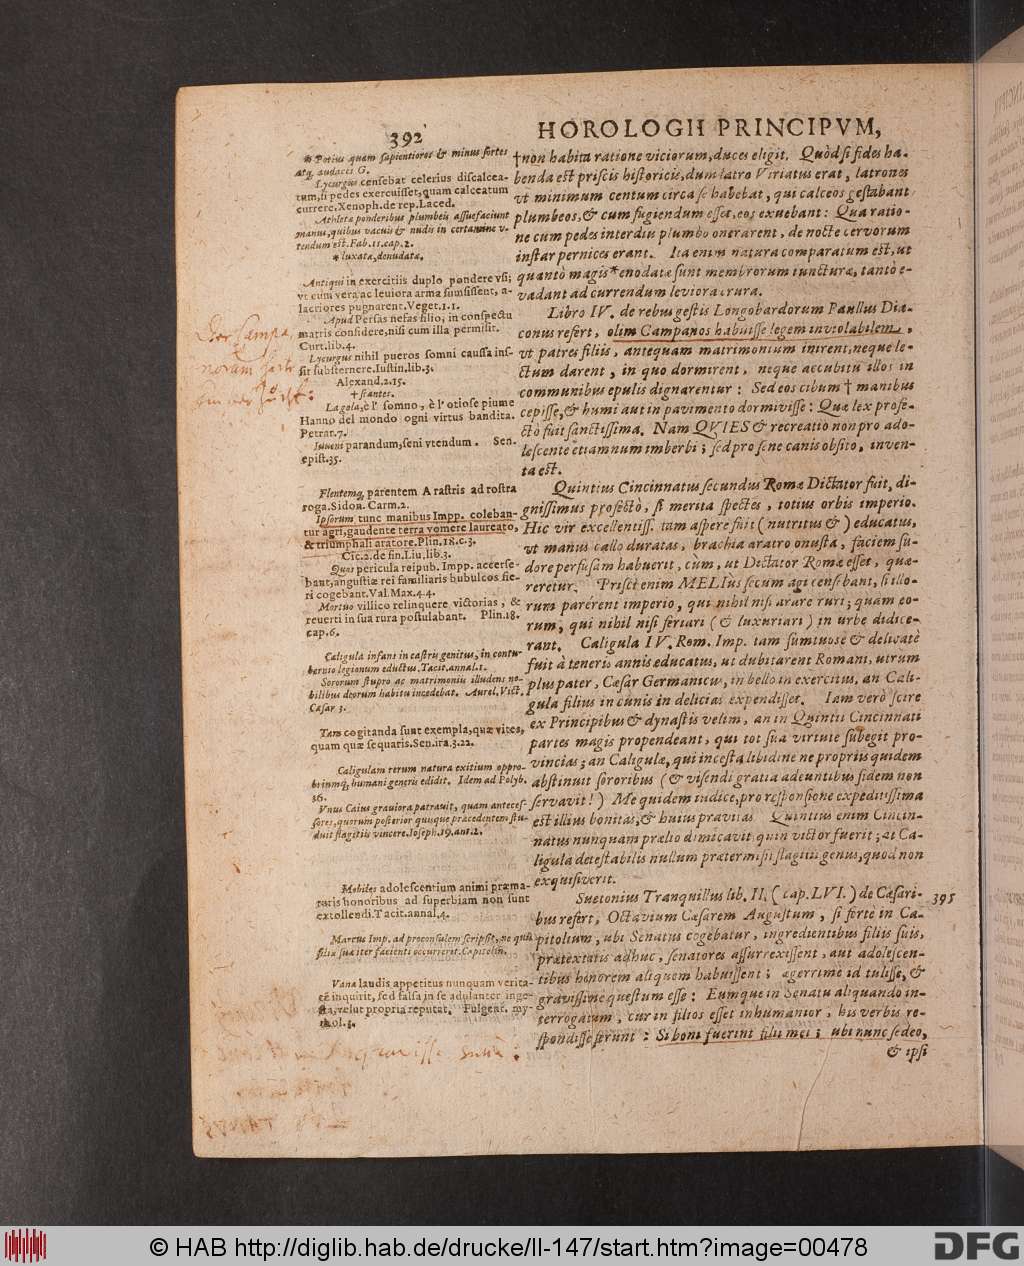 392
HOROLOGII PRINCIPVM,
* Potius quam sapientiores & minus fortes
atq; audaces G.
Lycurgus censebat celerius discalcea-
tum, si pedes exercuisset, quam calceatum
currere. Xenoph. de rep. Laced.
Athletæ ponderibus plumbeis assuefaciunt
manus, quibus vacuis & nudis in certamine v-
tendum est. Fab. 11. cap. 2.
* luxata, denudatæ.
Antiqui in exercitiis duplo pondere vsi;
vt cum vera ac leviora arma sumsissent, a-
lacriores pugnarent. Veget. 1. 1.
Apud Persas nefas filio, in conspectu
matris considere, nisi cum illa permisit.
Curt. lib. 4.
Lycurgus nihil pueros somni caussa ins-
sit substernere. Iustin. lib. 3.
Alexand. 2. 15.
† stantes.
La gola, è l' somno, è l' otiose piume
Hanno del mondo ogni virtus bandita.
Petrar. 7.
Iuveni parandum, seni vtendum. Sen.
epist. 35.
Flentemq, parentem A rastris ad rostra
roga. Sidon. Carm. 2.
Ipsorum tunc manibus Impp. coleban-
tur agri, gaudente terra vomere laureato,
& triumphali aratore. Plin. 18. c. 3.
Cic. 2. de fin. Liu. lib. 3.
Quos pericula reipub. Impp. accerse-
bant, angustiæ rei familiaris bubulcos fie-
ri cogebant. Val. Max. 4. 4.
Mortuo villico relinquere victorias, &
reuerti in sua rura postulabant. Plin. 18.
cap. 6.
Caligula infans in castris genitus, in contu-
bernio legionum eductus. Tacit. annal. 1.
Sororum stupro ac matrimoniis illudens no-
bilibus deorum habitu incedebat. Aurel. Vict.
Cæsar 3.
Tam cogitanda sunt exempla, quæ vites,
quam quæ sequaris. Sen. ira. 3. 22.
Caligulam rerum natura exitium oppro-
briumq, humani generis edidit. Idem ad Polyb.
36.
Vnus Caius graviora patravit, quam anteces-
sores, quorum posterior quisque præcedentem stu-
duit flagitiis vincere. Joseph. 19. ant. 2.
Mobiles adolescentium animi præma-
turis honoribus ad superbiam non sunt
extollendi. Tacit. annal. 4.
Marcus Imp. ad proconsulem scripsit, ne quis
filiæ suæ iter facienti occurrerit. Capitolin.
Vana laudis appetitus nunquam verita-
tē inquirit, sed falsa in se adulanter inge-
sta, velut propria reputat. Fulgent. my-
thol. 3.
†non habita ratione viciorum, duces eligit. Quòd si fides ha-
benda est priscis historicis, dum latro Viriatus erat, latrones
vt minimum centum circa se habebat, qui calceos gestabant
plumbeos, & cum fugiendum esset, eos exuebant: Qua ratio-
ne cum pedes interdiu plumbo onerarent, de nocte cervorum
instar pernices erant. Ita enim natura comparatum est, ut
quantò magis * enodatæ sunt membrorum iuncturæ, tantò e-
vadant ad currendum leviora crura.
Libro IV. de rebus gestis Longobardorum Paullus Dia-
conus refert, olim Campanos habuisse legem inviolabilem,
vt patres filiis, antequam matrimonium inirent, neque le-
ctum darent, in quo dormirent, neque accubitu illos in
communibus epulis dignarentur: Sed eos cibum † manibus
cepisse, & humi aut in pavimento dormivisse: Quæ lex profe-
ctò fuit sanctissima. Nam QVIES & recreatio non pro ado-
lescente etiamnum imberbi; sed pro sene canis obsito, inven-
ta est.
Quintius Cincinnatus secundus Romæ Dictator fuit, di-
gnissimus profectò, si merita spectes, totius orbis imperio.
Hic vir excellentiss. tam aspere fuit (nutritus &) educatus,
ut manus callo duratas, brachia aratro onusta, faciem su-
dore perfusam habuerit, cùm, ut Dictator Romæ esset, quæ-
reretur. Prisci enim MELIus secum agi censebant, si illo-
rum parérent imperio, qui nihil nisi arare ruri; quam eo-
rum, qui nihil nisi feriari (& luxuriari) in urbe didice-
rant. Caligula IV. Rom. Imp. tam sumtuose & delicatè
fuit à teneris annis educatus, ut dubitarent Romani, utrum
plus pater, Cæsar Germanicus, in bello in exercitus, an Cali-
gula filius in cunis in delicias expendisset. Iam verò scire
ex Principibus & dynastis velim, an in Quintii Cincinnati
partes magis propendeant, qui tot sua virtute subegit pro-
vincias; an Caligulæ, qui incesta libidine ne propriis quidem
abstinuit sororibus (& visendi gratia adeuntibus fidem non
servavit!) Me quidem iudice, pro responsione expeditissima
est illius bonitas, & huius pravitas. Quintius enim Cincin-
natus nunquam prælio dimicavit quin victor fuerit; at Ca-
ligula detestabilis nullum prætermisit flagitii genus, quod non
exquisiverit.
Suetonius Tranquillus lib. II. (cap. LVI.) de Cæsari-
bus refert, Octavium Cæsarem Augustum, si fertè in Ca-
pitolium, ubi Senatus cogebatur, ingredientibus filiis suis,
prætextatis adhuc, senatores assurrexissent, aut adolescen-
tibus honorem aliquem habuissent; ægerrime id tulisse, &
gravissime questum esse: Eumque in Senatu aliquando in-
terrogatum, cur in filios esset inhumanior, his verbis re-
spondisse ferunt: Si boni fuerint filii mei; ubi nunc sedeo,
& ipsi
395
© HAB http://diglib.hab.de/drucke/ll-147/start.htm?image=00478
DFG